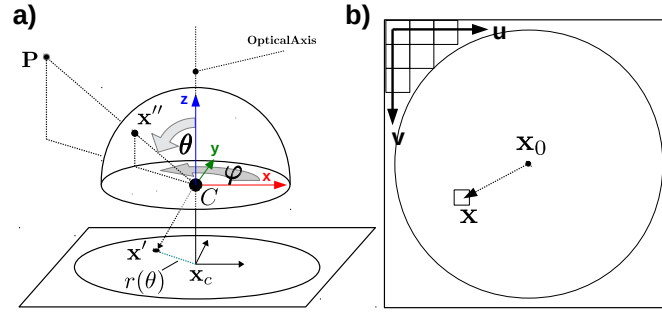 a)
OpticalAxis
P
z
x''
θ
y
φ
x
C
x'
r(θ)
x_c
b)
u
v
x_0
x